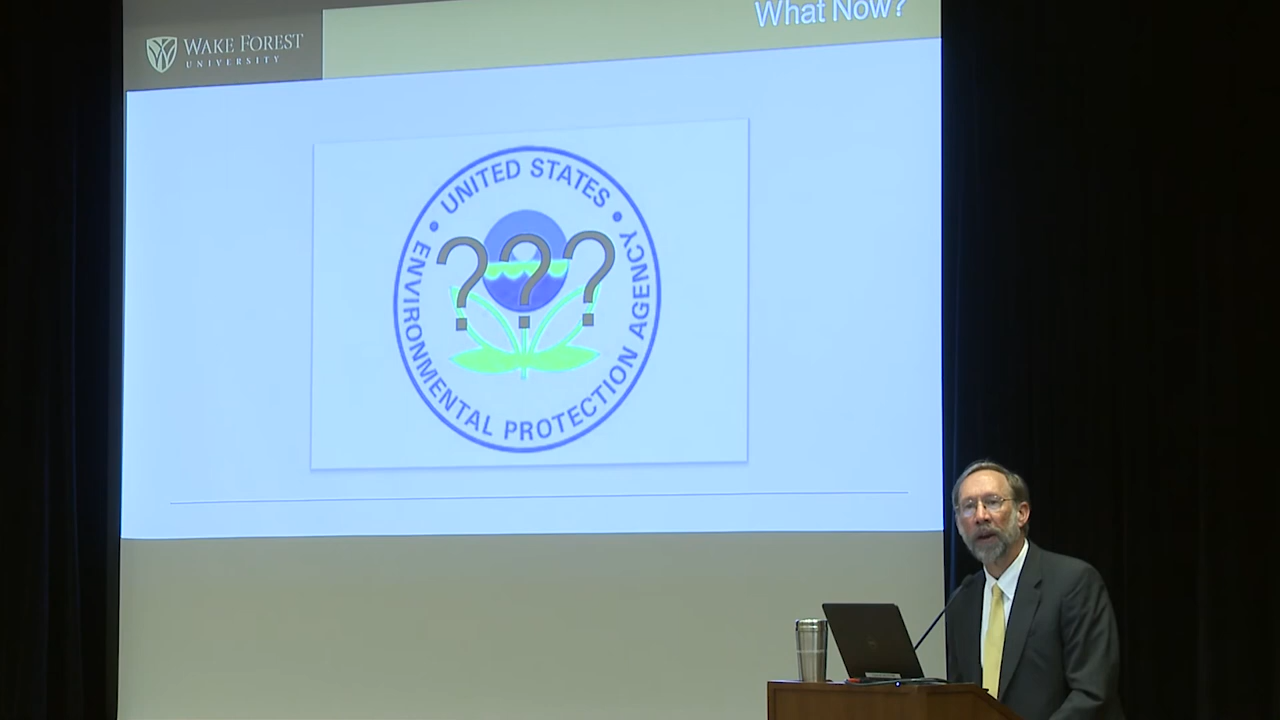 What Now?
WAKE FOREST
UNIVERSITY
UNITED STATES
ENVIRONMENTAL PROTECTION AGENCY
???